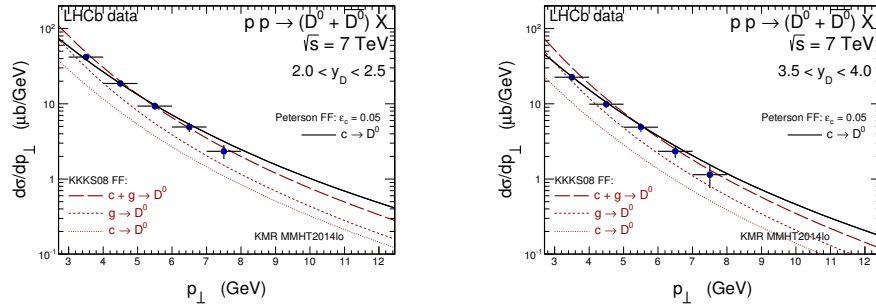 LHCb data
p p → (D⁰ + D̅⁰) X
√s = 7 TeV
2.0 < y_D < 2.5
Peterson FF: ε_c = 0.05
c → D⁰
KKKS08 FF:
c + g → D⁰
g → D⁰
c → D⁰
KMR MMHT2014lo
dσ/dp_⊥ (μb/GeV)
10²
10
1
10⁻¹
3 4 5 6 7 8 9 10 11 12
p_⊥ (GeV)
LHCb data
p p → (D⁰ + D̅⁰) X
√s = 7 TeV
3.5 < y_D < 4.0
Peterson FF: ε_c = 0.05
c → D⁰
KKKS08 FF:
c + g → D⁰
g → D⁰
c → D⁰
KMR MMHT2014lo
dσ/dp_⊥ (μb/GeV)
10²
10
1
10⁻¹
3 4 5 6 7 8 9 10 11 12
p_⊥ (GeV)